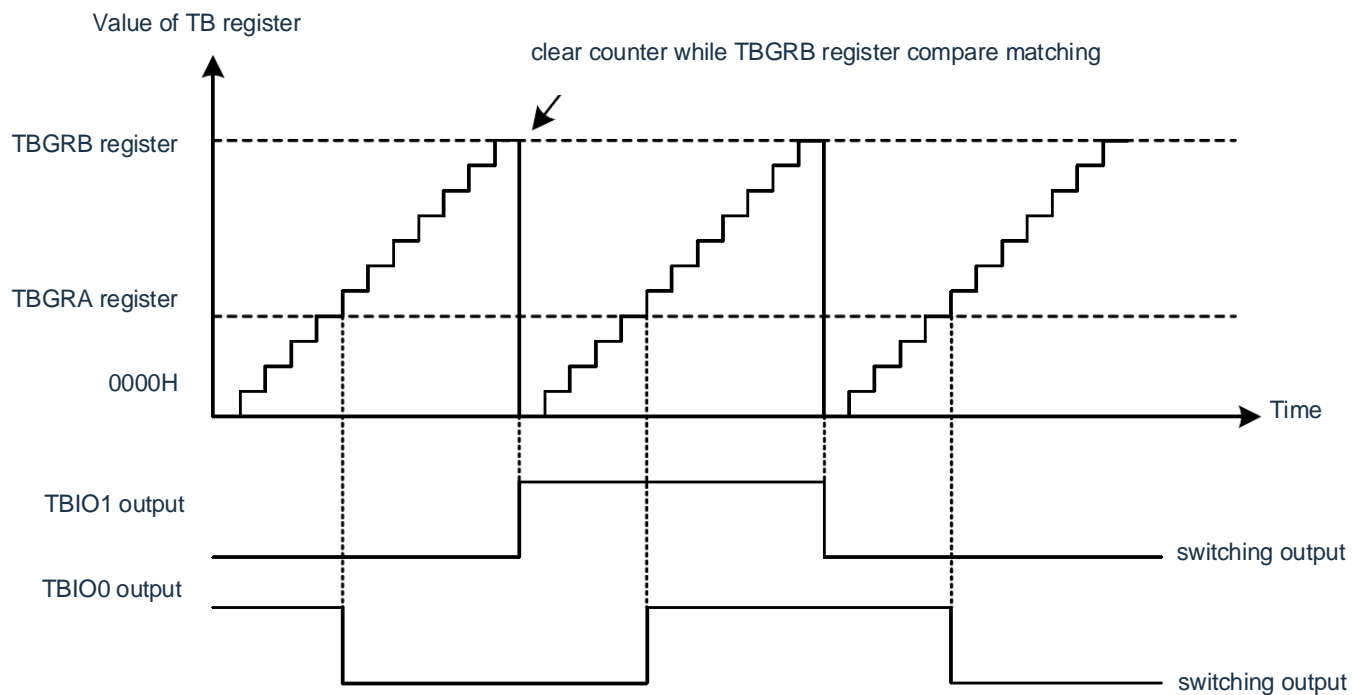 Value of TB register
clear counter while TBGRB register compare matching
TBGRB register
TBGRA register
0000H
Time
TBIO1 output
switching output
TBIO0 output
switching output